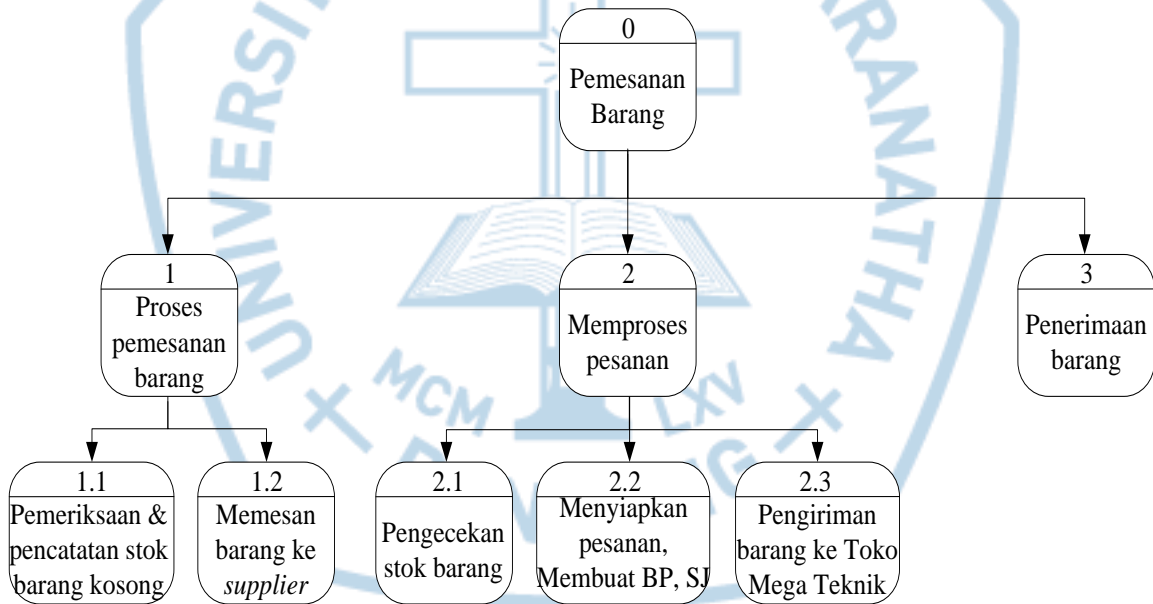 0
Pemesanan
Barang
1
Proses
pemesanan
barang
2
Memproses
pesanan
3
Penerimaan
barang
1.1
Pemeriksaan &
pencatatan stok
barang kosong
1.2
Memesan
barang ke
supplier
2.1
Pengecekan
stok barang
2.2
Menyiapkan
pesanan,
Membuat BP, SJ
2.3
Pengiriman
barang ke Toko
Mega Teknik
MCM
LXV